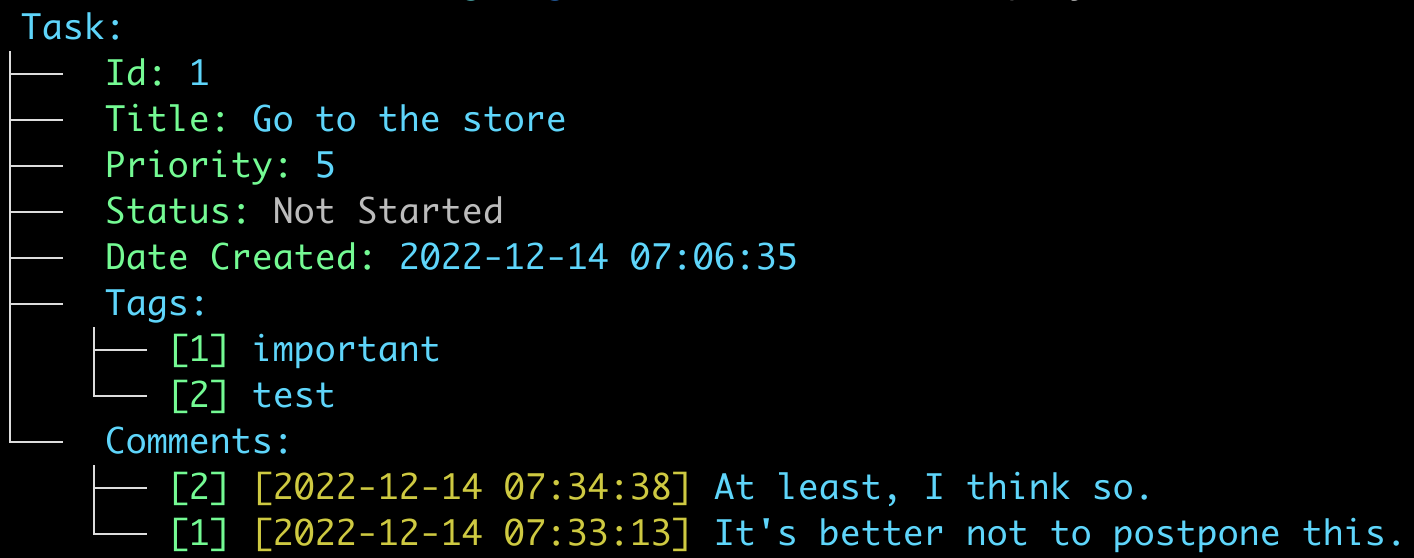 Task:
Id: 1
Title: Go to the store
Priority: 5
Status: Not Started
Date Created: 2022-12-14 07:06:35
Tags:
[1] important
[2] test
Comments:
[2] [2022-12-14 07:34:38] At least, I think so.
[1] [2022-12-14 07:33:13] It's better not to postpone this.